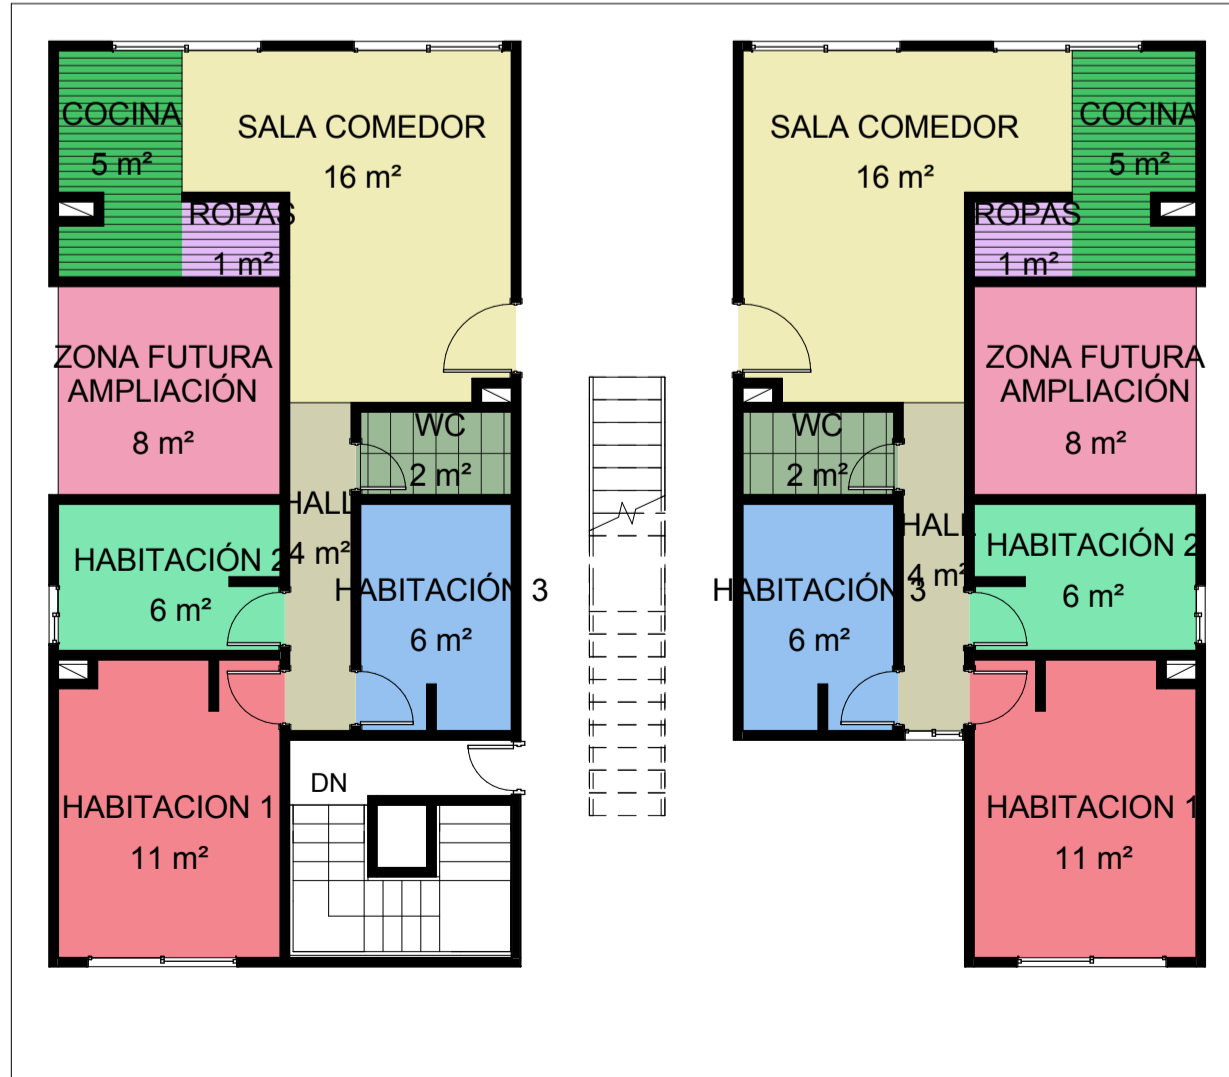 COCINA
5 m²
SALA COMEDOR
16 m²
ROPAS
1 m²
ZONA FUTURA
AMPLIACIÓN
8 m²
WC
2 m²
HALL
4 m²
HABITACIÓN 2
6 m²
HABITACIÓN 3
6 m²
HABITACION 1
11 m²
DN
SALA COMEDOR
16 m²
COCINA
5 m²
ROPAS
1 m²
ZONA FUTURA
AMPLIACIÓN
8 m²
WC
2 m²
HALL
4 m²
HABITACIÓN 2
6 m²
HABITACIÓN 3
6 m²
HABITACION 1
11 m²